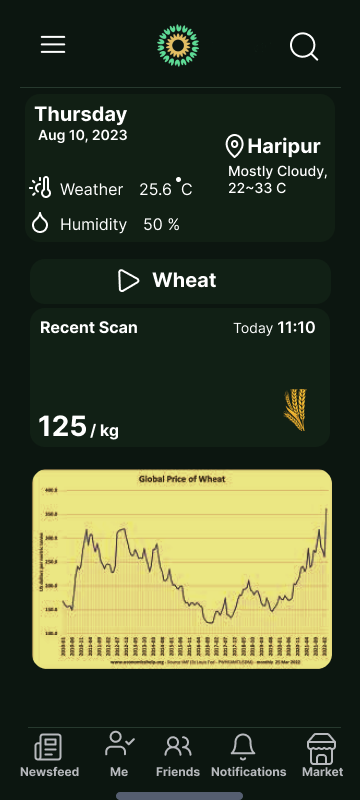 Thursday
Aug 10, 2023
Haripur
Mostly Cloudy,
22~33 C
Weather 25.6 °C
Humidity 50 %
Wheat
Recent Scan Today 11:10
125 / kg
Global Price of Wheat
400.0
350.0
300.0
250.0
200.0
150.0
100.0
US dollars per metric tonne
Newsfeed Me Friends Notifications Market